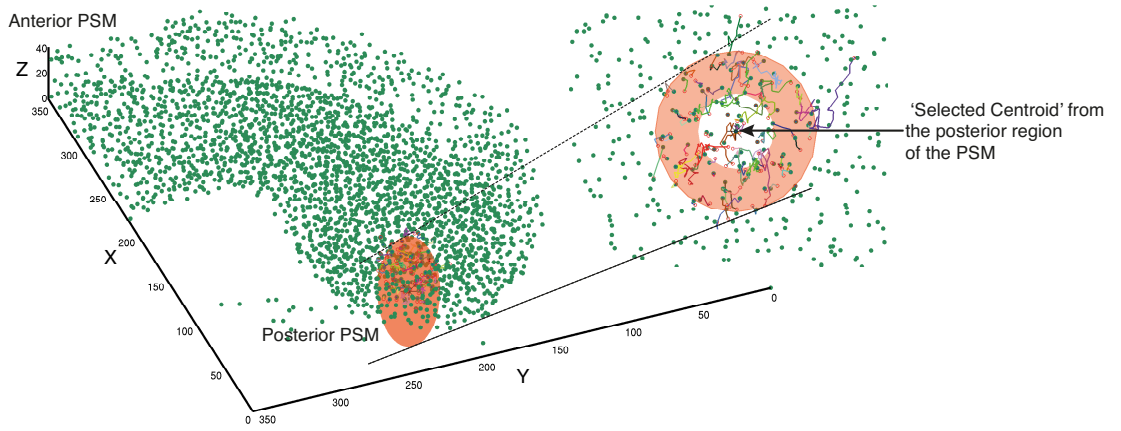 Anterior PSM
Z
40
20
0
350
300
250
200
150
100
50
0
X
Posterior PSM
350
300
250
200
150
100
50
0
Y
‘Selected Centroid’ from
the posterior region
of the PSM